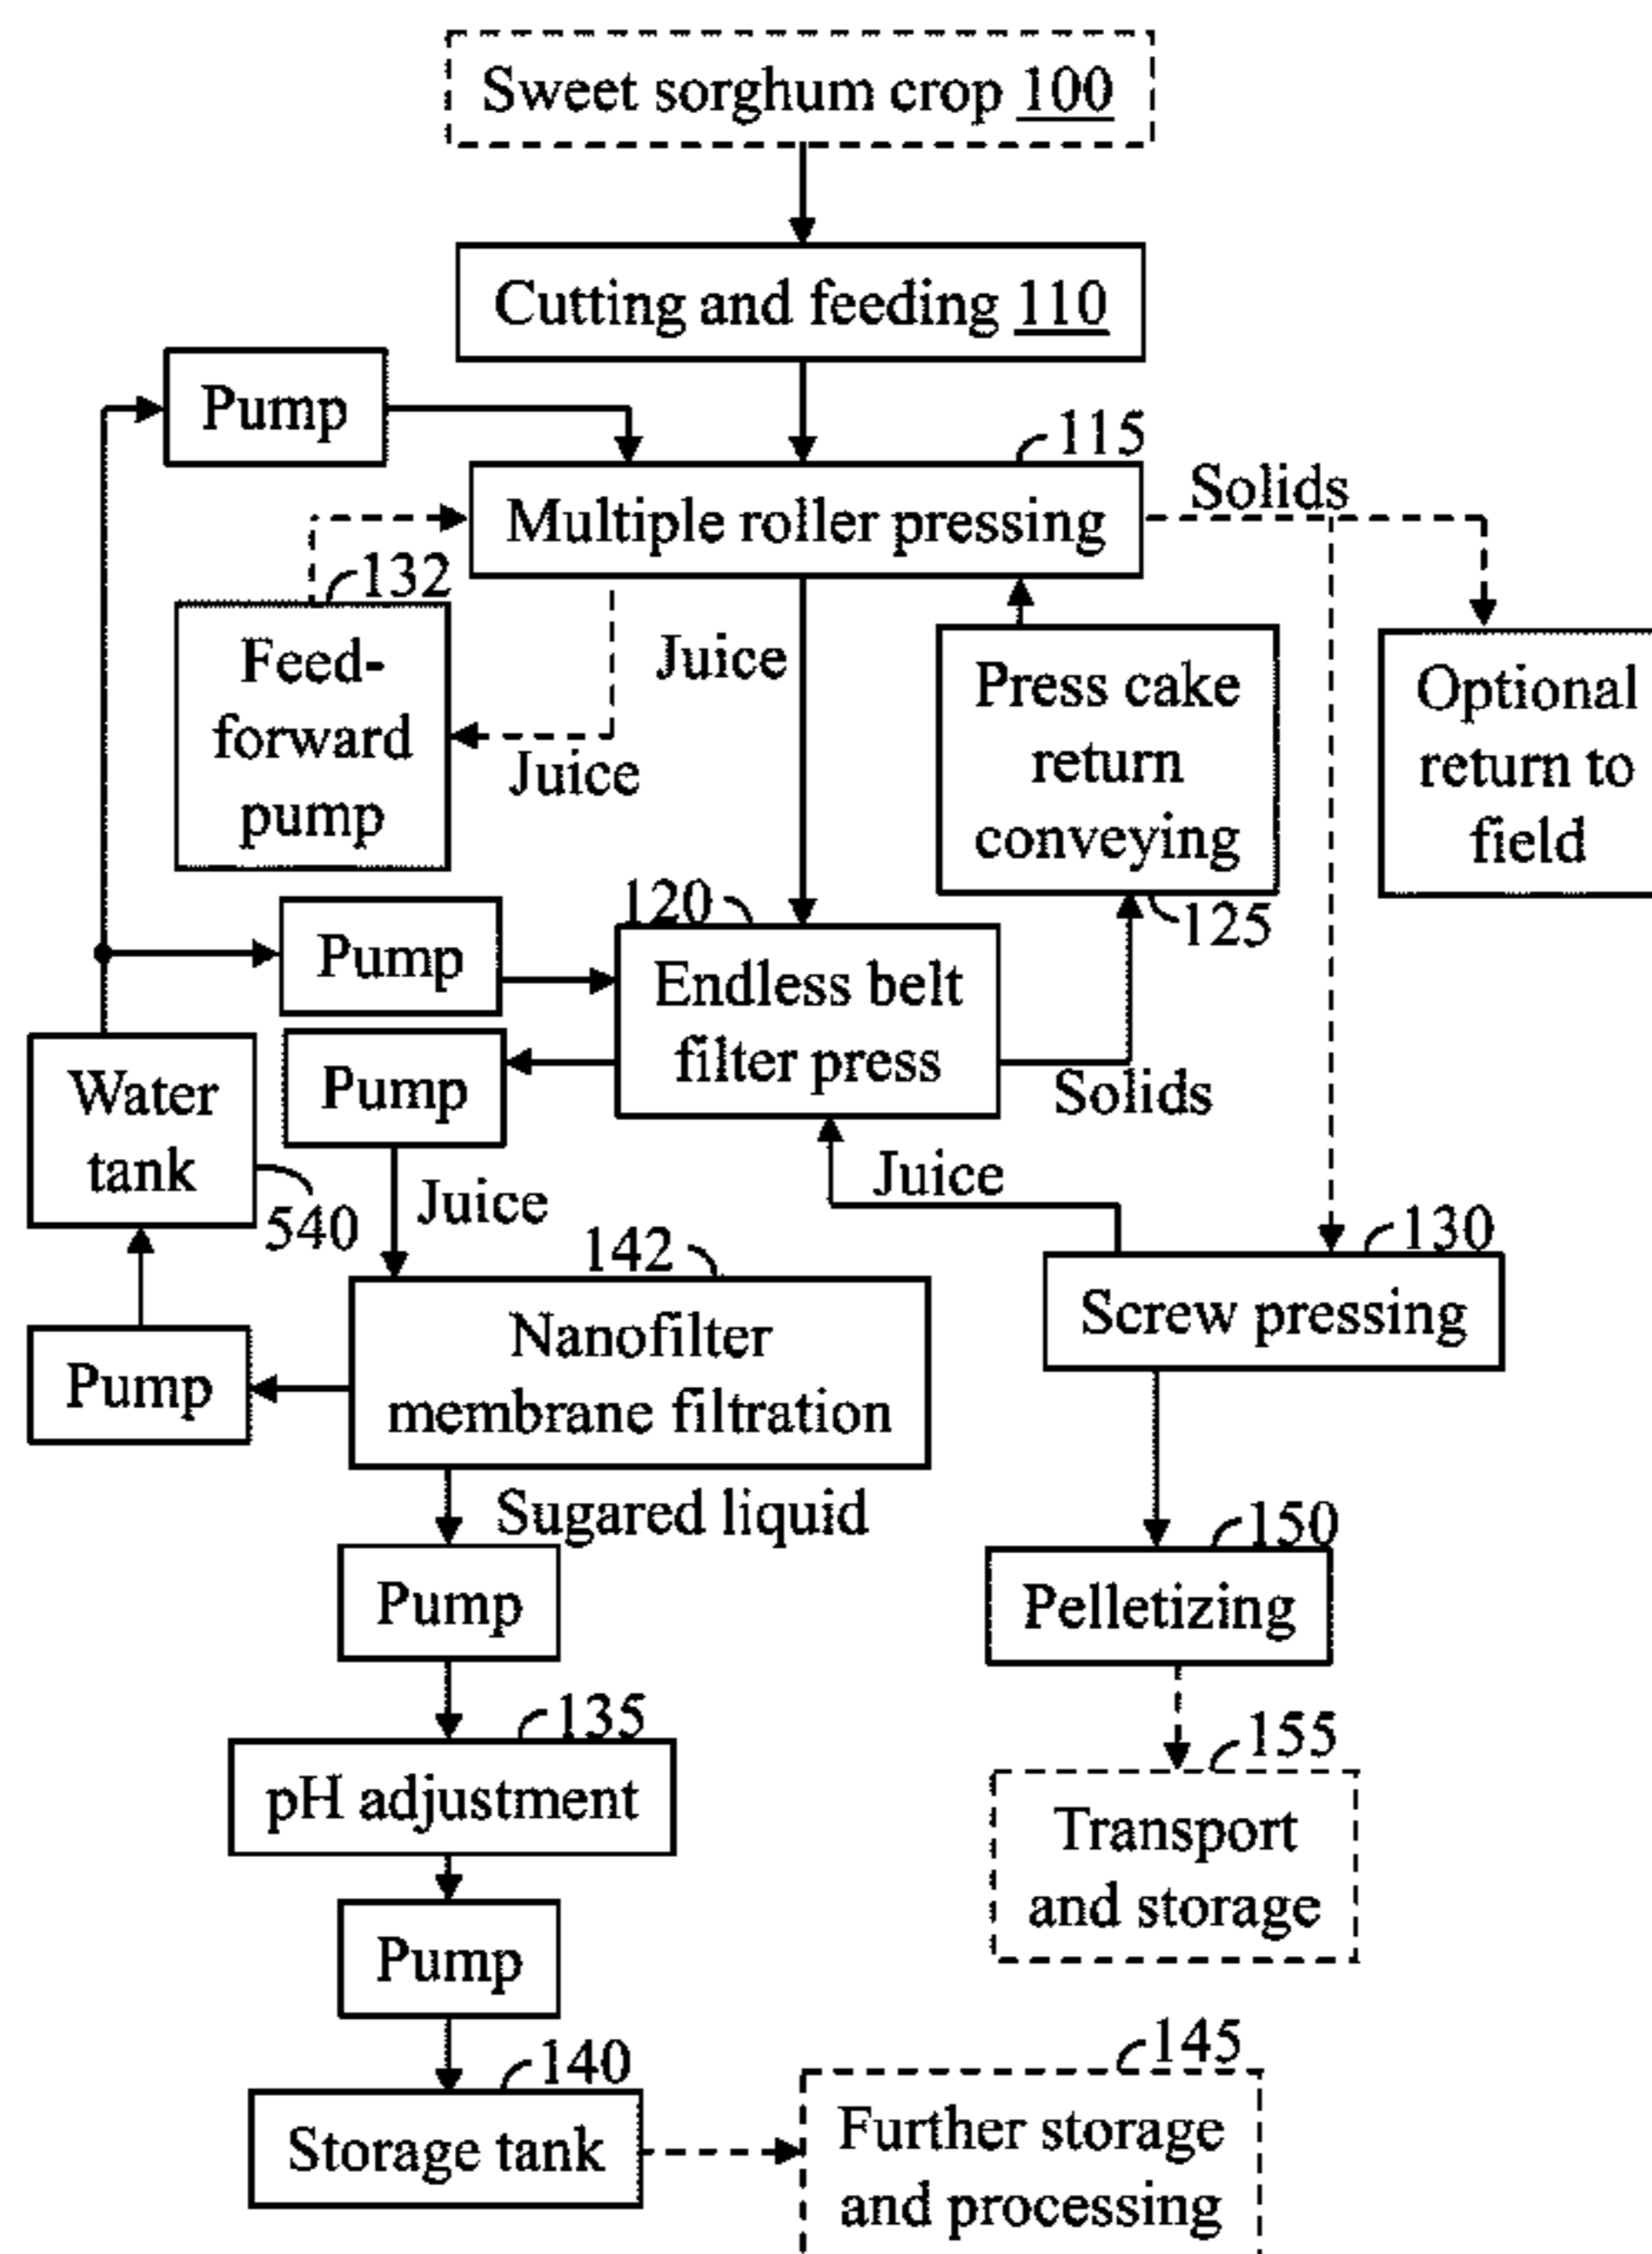 Sweet sorghum crop 100
Cutting and feeding 110
Pump
115
Multiple roller pressing
Solids
132
Feed-
forward
pump
Juice
Juice
Press cake
return
conveying
125
Optional
return to
field
120
Pump
Endless belt
filter press
Pump
Solids
Water
tank
540
Juice
Juice
130
Screw pressing
142
Nanofilter
membrane filtration
Pump
Sugared liquid
Pump
150
Pelletizing
135
pH adjustment
155
Transport
and storage
Pump
140
Storage tank
145
Further storage
and processing